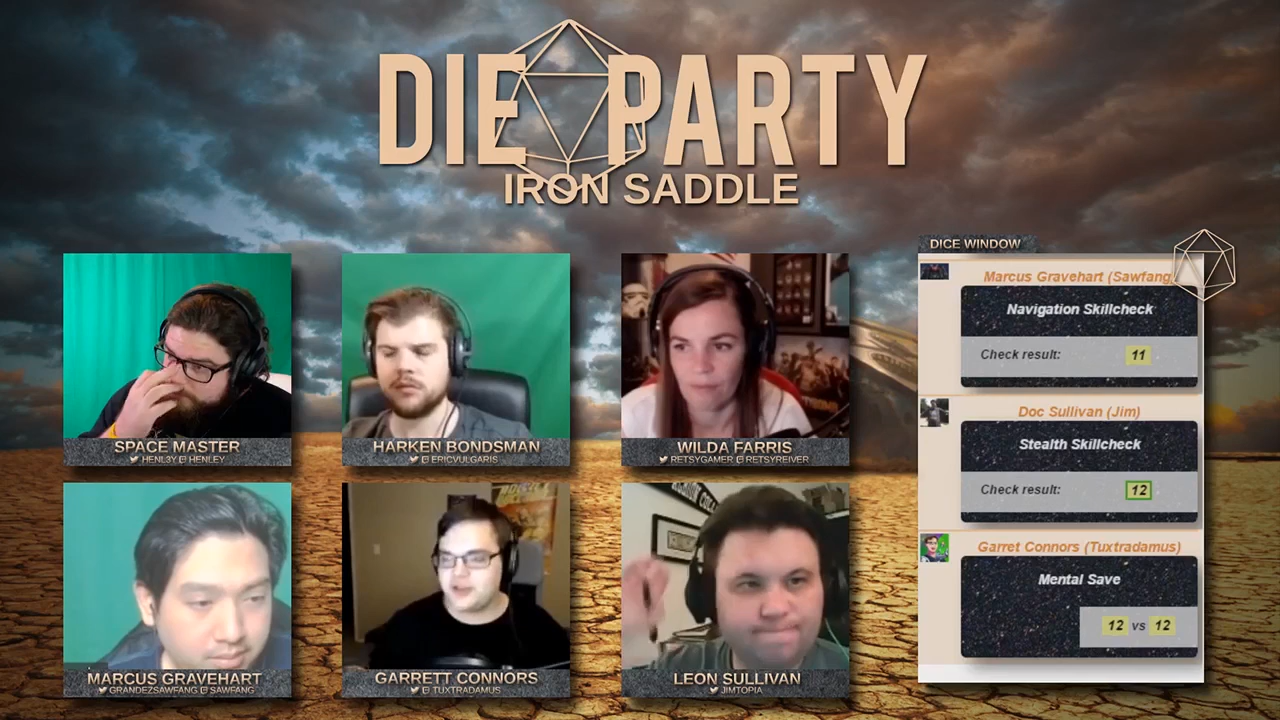 DIE PARTY
IRON SADDLE
SPACE MASTER
HENL3Y HENLEY
HARKEN BONDSMAN
ERICVULGARIS
WILDA FARRIS
RETSYGAMER RETSYREIVER
MARCUS GRAVEHART
GRANDEZSAWFANG SAWFANG
GARRETT CONNORS
TUXTRADAMUS
LEON SULLIVAN
JIMTOPIA
DICE WINDOW
Marcus Gravehart (Sawfang
Navigation Skillcheck
Check result: 11
Doc Sullivan (Jim)
Stealth Skillcheck
Check result: 12
Garret Connors (Tuxtradamus)
Mental Save
12 vs 12